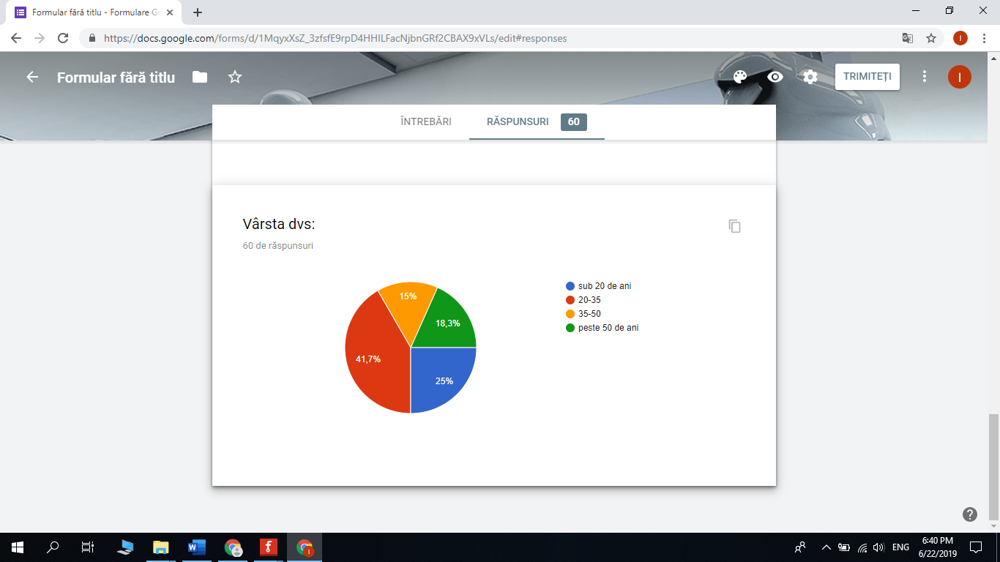 Formular fără titlu - Formulare Go
https://docs.google.com/forms/d/1MqyxXsZ_3zfsfE9rpD4HHILFacNjbnGRf2CBAX9xVLs/edit#responses
I
Formular fără titlu
TRIMITEȚI
I
ÎNTREBĂRI
RĂSPUNSURI
60
Vârsta dvs:
60 de răspunsuri
15%
18,3%
41,7%
25%
sub 20 de ani
20-35
35-50
peste 50 de ani
ENG
6:40 PM
6/22/2019